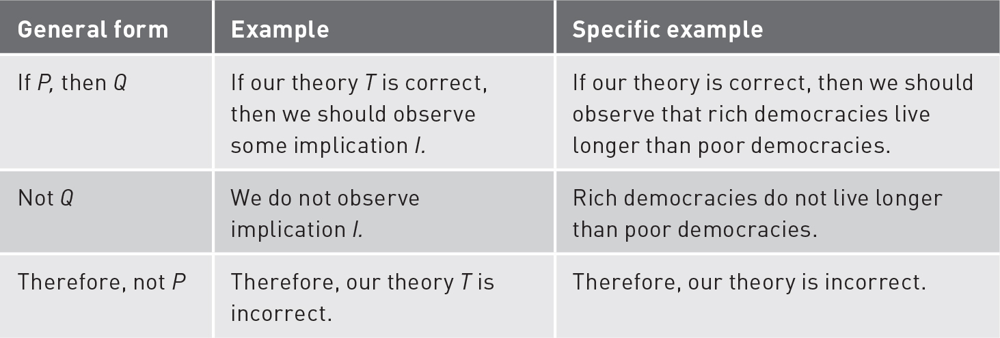 General form
Example
Specific example
If P, then Q
If our theory T is correct,
then we should observe
some implication I.
If our theory is correct, then we should
observe that rich democracies live
longer than poor democracies.
Not Q
We do not observe
implication I.
Rich democracies do not live longer
than poor democracies.
Therefore, not P
Therefore, our theory T is
incorrect.
Therefore, our theory is incorrect.